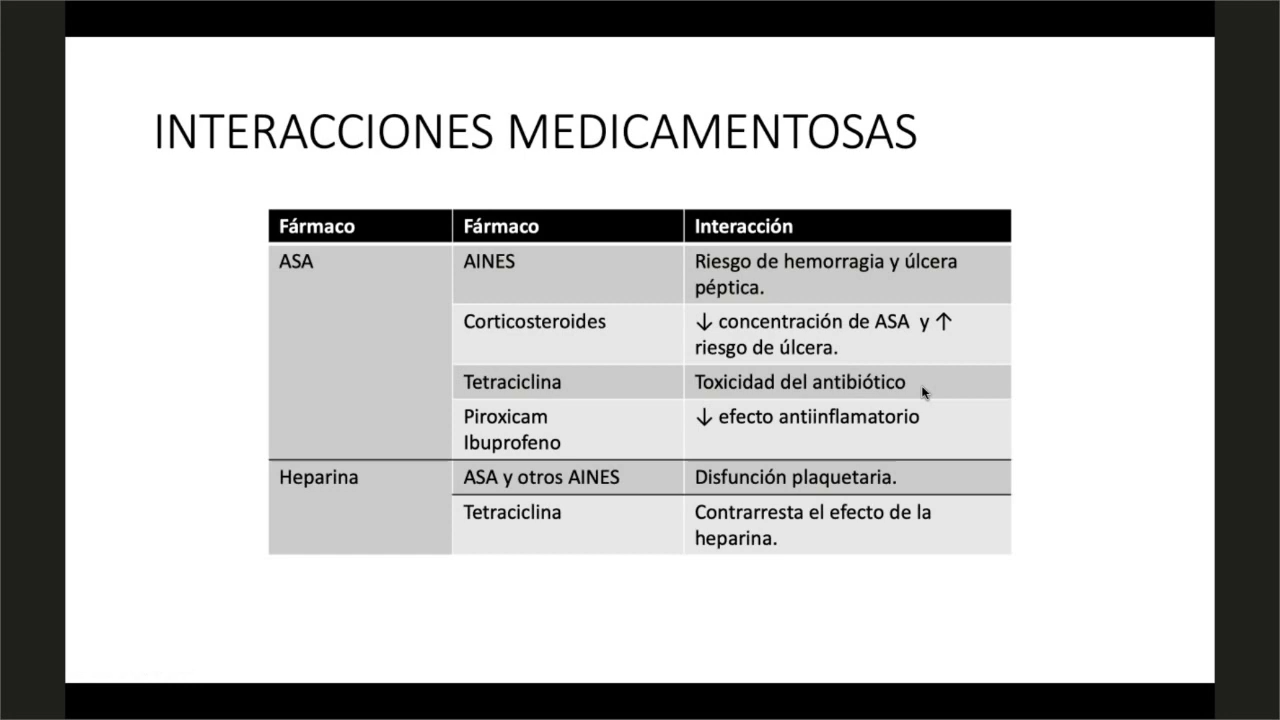 INTERACCIONES MEDICAMENTOSAS
Fármaco Fármaco Interacción
ASA AINES Riesgo de hemorragia y úlcera
péptica.
Corticosteroides ↓ concentración de ASA y ↑
riesgo de úlcera.
Tetraciclina Toxicidad del antibiótico
Piroxicam ↓ efecto antiinflamatorio
Ibuprofeno
Heparina ASA y otros AINES Disfunción plaquetaria.
Tetraciclina Contrarresta el efecto de la
heparina.